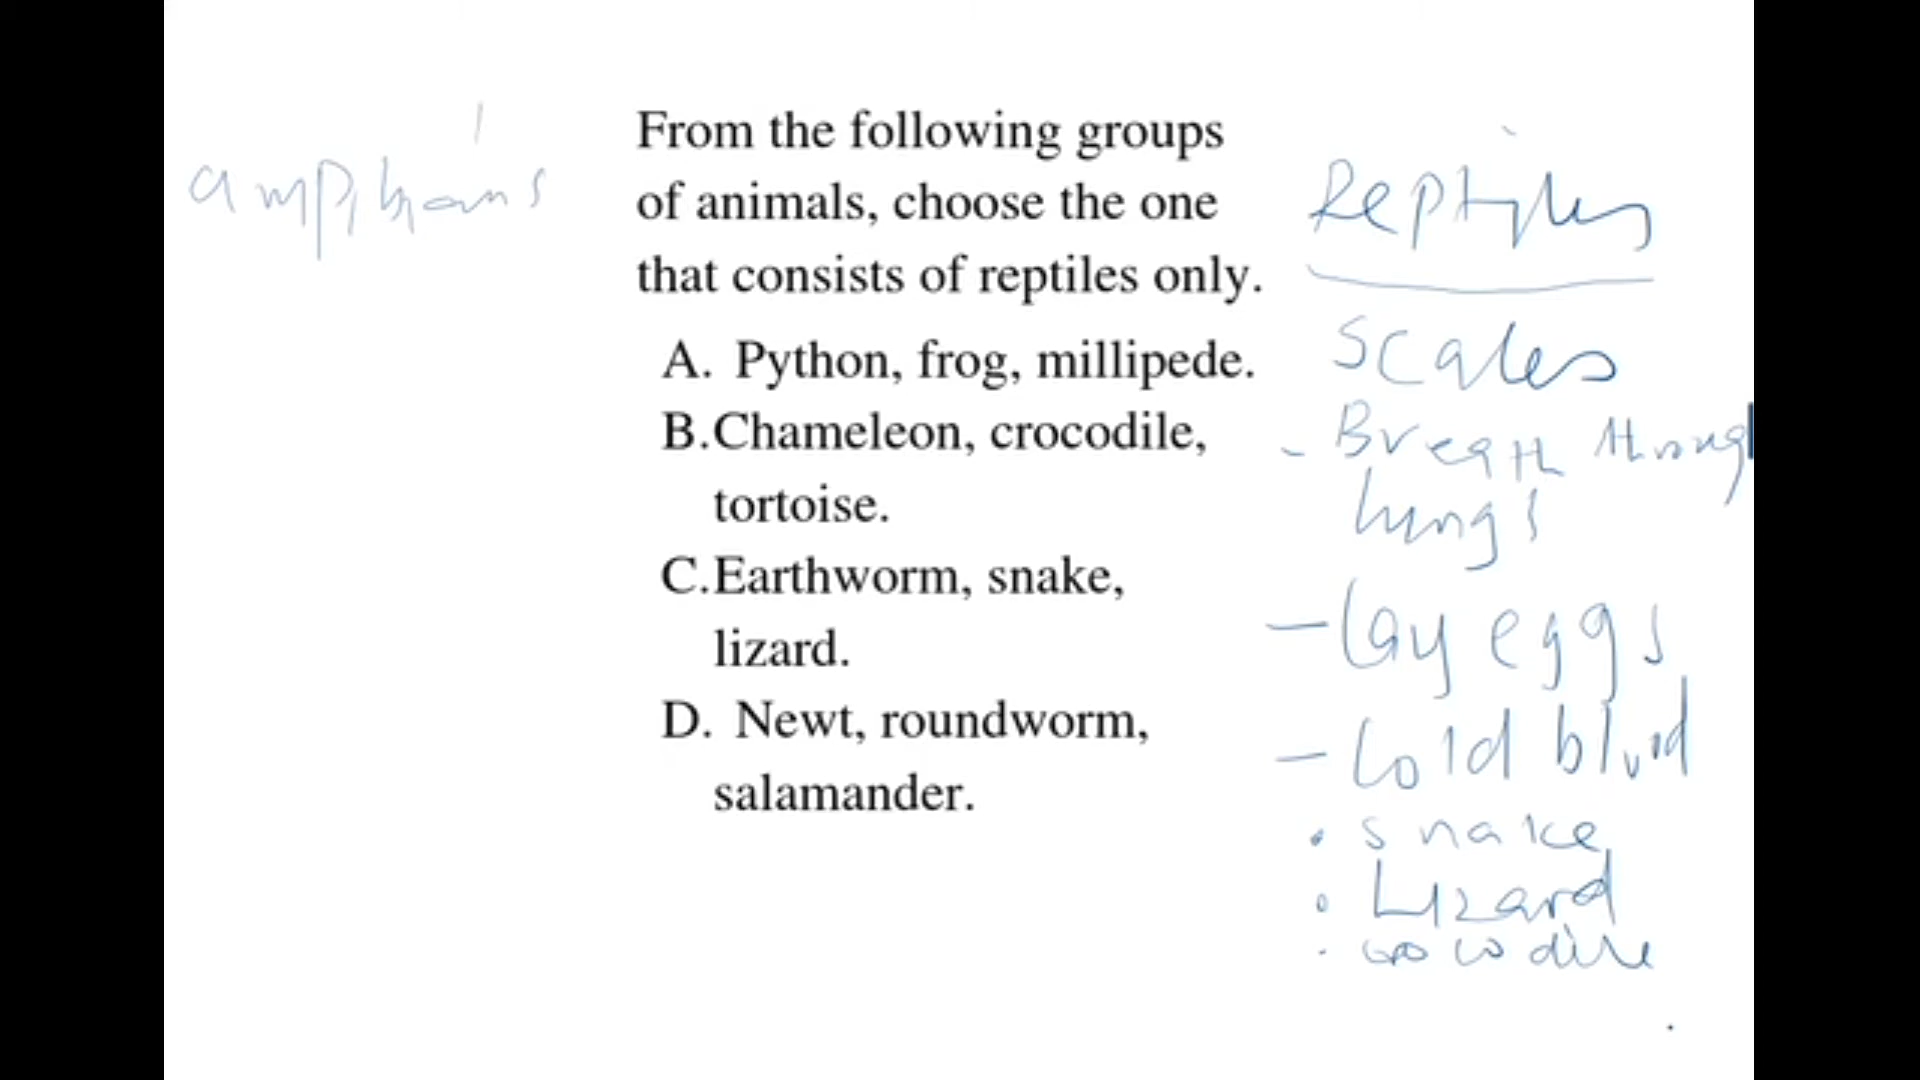 amphibians
From the following groups
of animals, choose the one
that consists of reptiles only.
A. Python, frog, millipede.
B.Chameleon, crocodile,
tortoise.
C.Earthworm, snake,
lizard.
D. Newt, roundworm,
salamander.
Reptiles
Scales
- Breath through
lungs
- lay eggs
- Cold blood
• snake
• Lizard
• crocodile